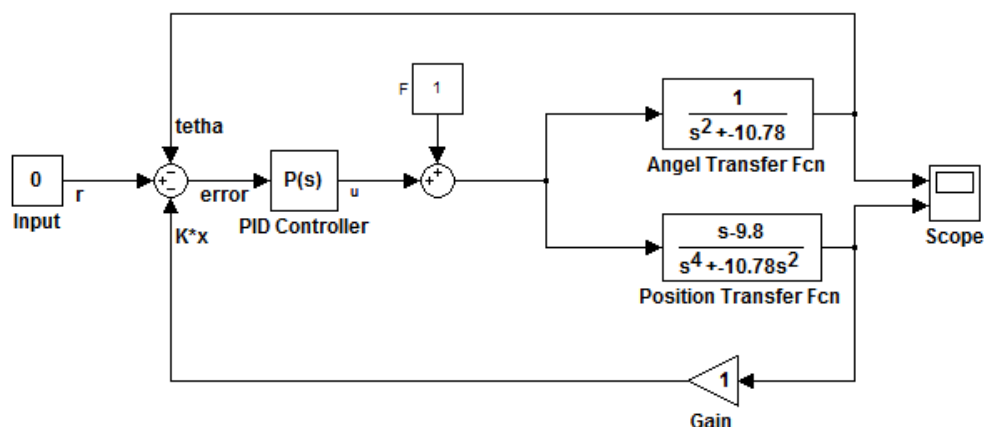 F
1
1
s2+-10.78
Angel Transfer Fcn
tetha
0
r
Input
+
−
−
error
P(s)
PID Controller
u
+
+
K*x
s-9.8
s4+-10.78s2
Position Transfer Fcn
Scope
1
Gain